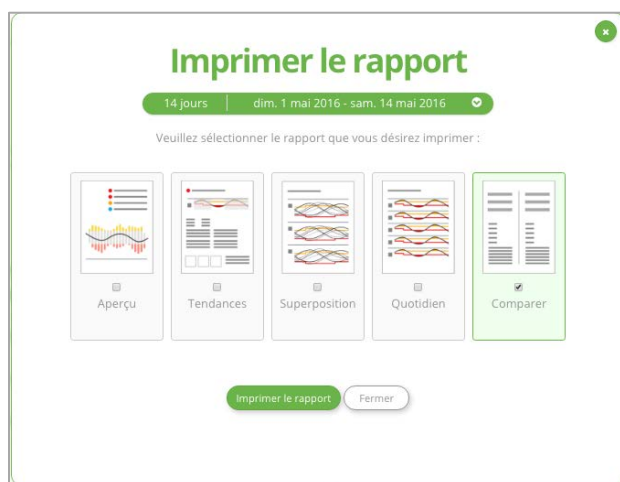 Imprimer le rapport
14 jours dim. 1 mai 2016 - sam. 14 mai 2016
Veuillez sélectionner le rapport que vous désirez imprimer :
Aperçu Tendances Superposition Quotidien Comparer
Imprimer le rapport Fermer